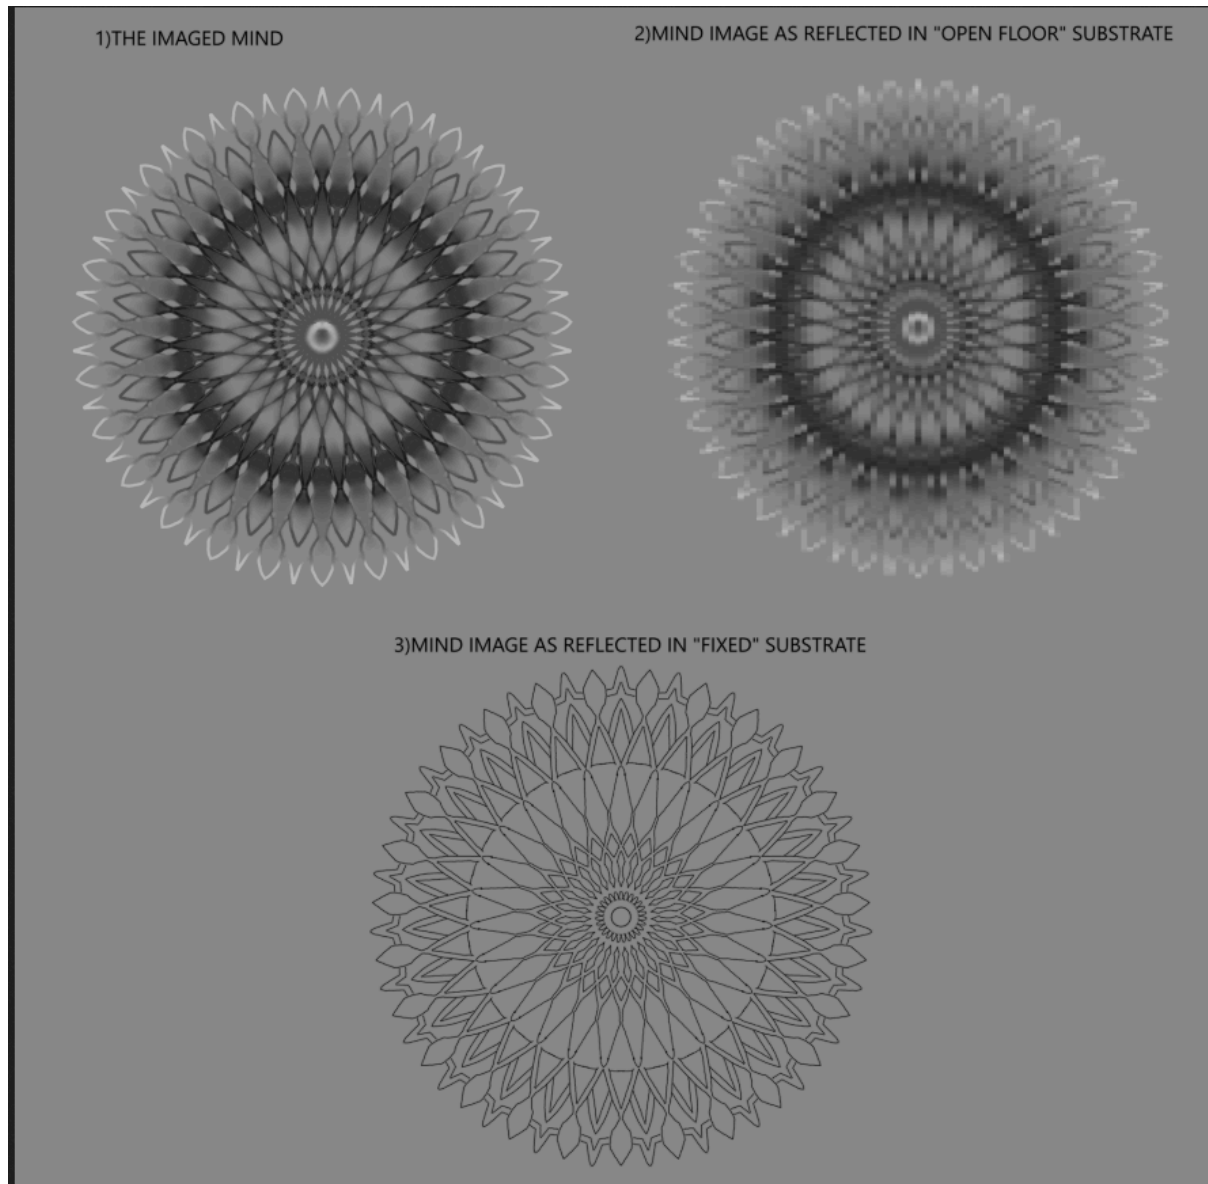 1)THE IMAGED MIND
2)MIND IMAGE AS REFLECTED IN "OPEN FLOOR" SUBSTRATE
3)MIND IMAGE AS REFLECTED IN "FIXED" SUBSTRATE